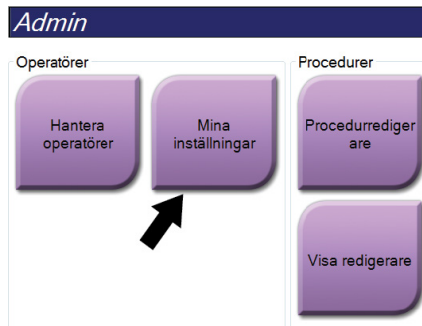 Admin
Operatörer
Hantera
operatörer
Mina
inställningar
Procedurer
Procedurrediger
are
Visa redigerare